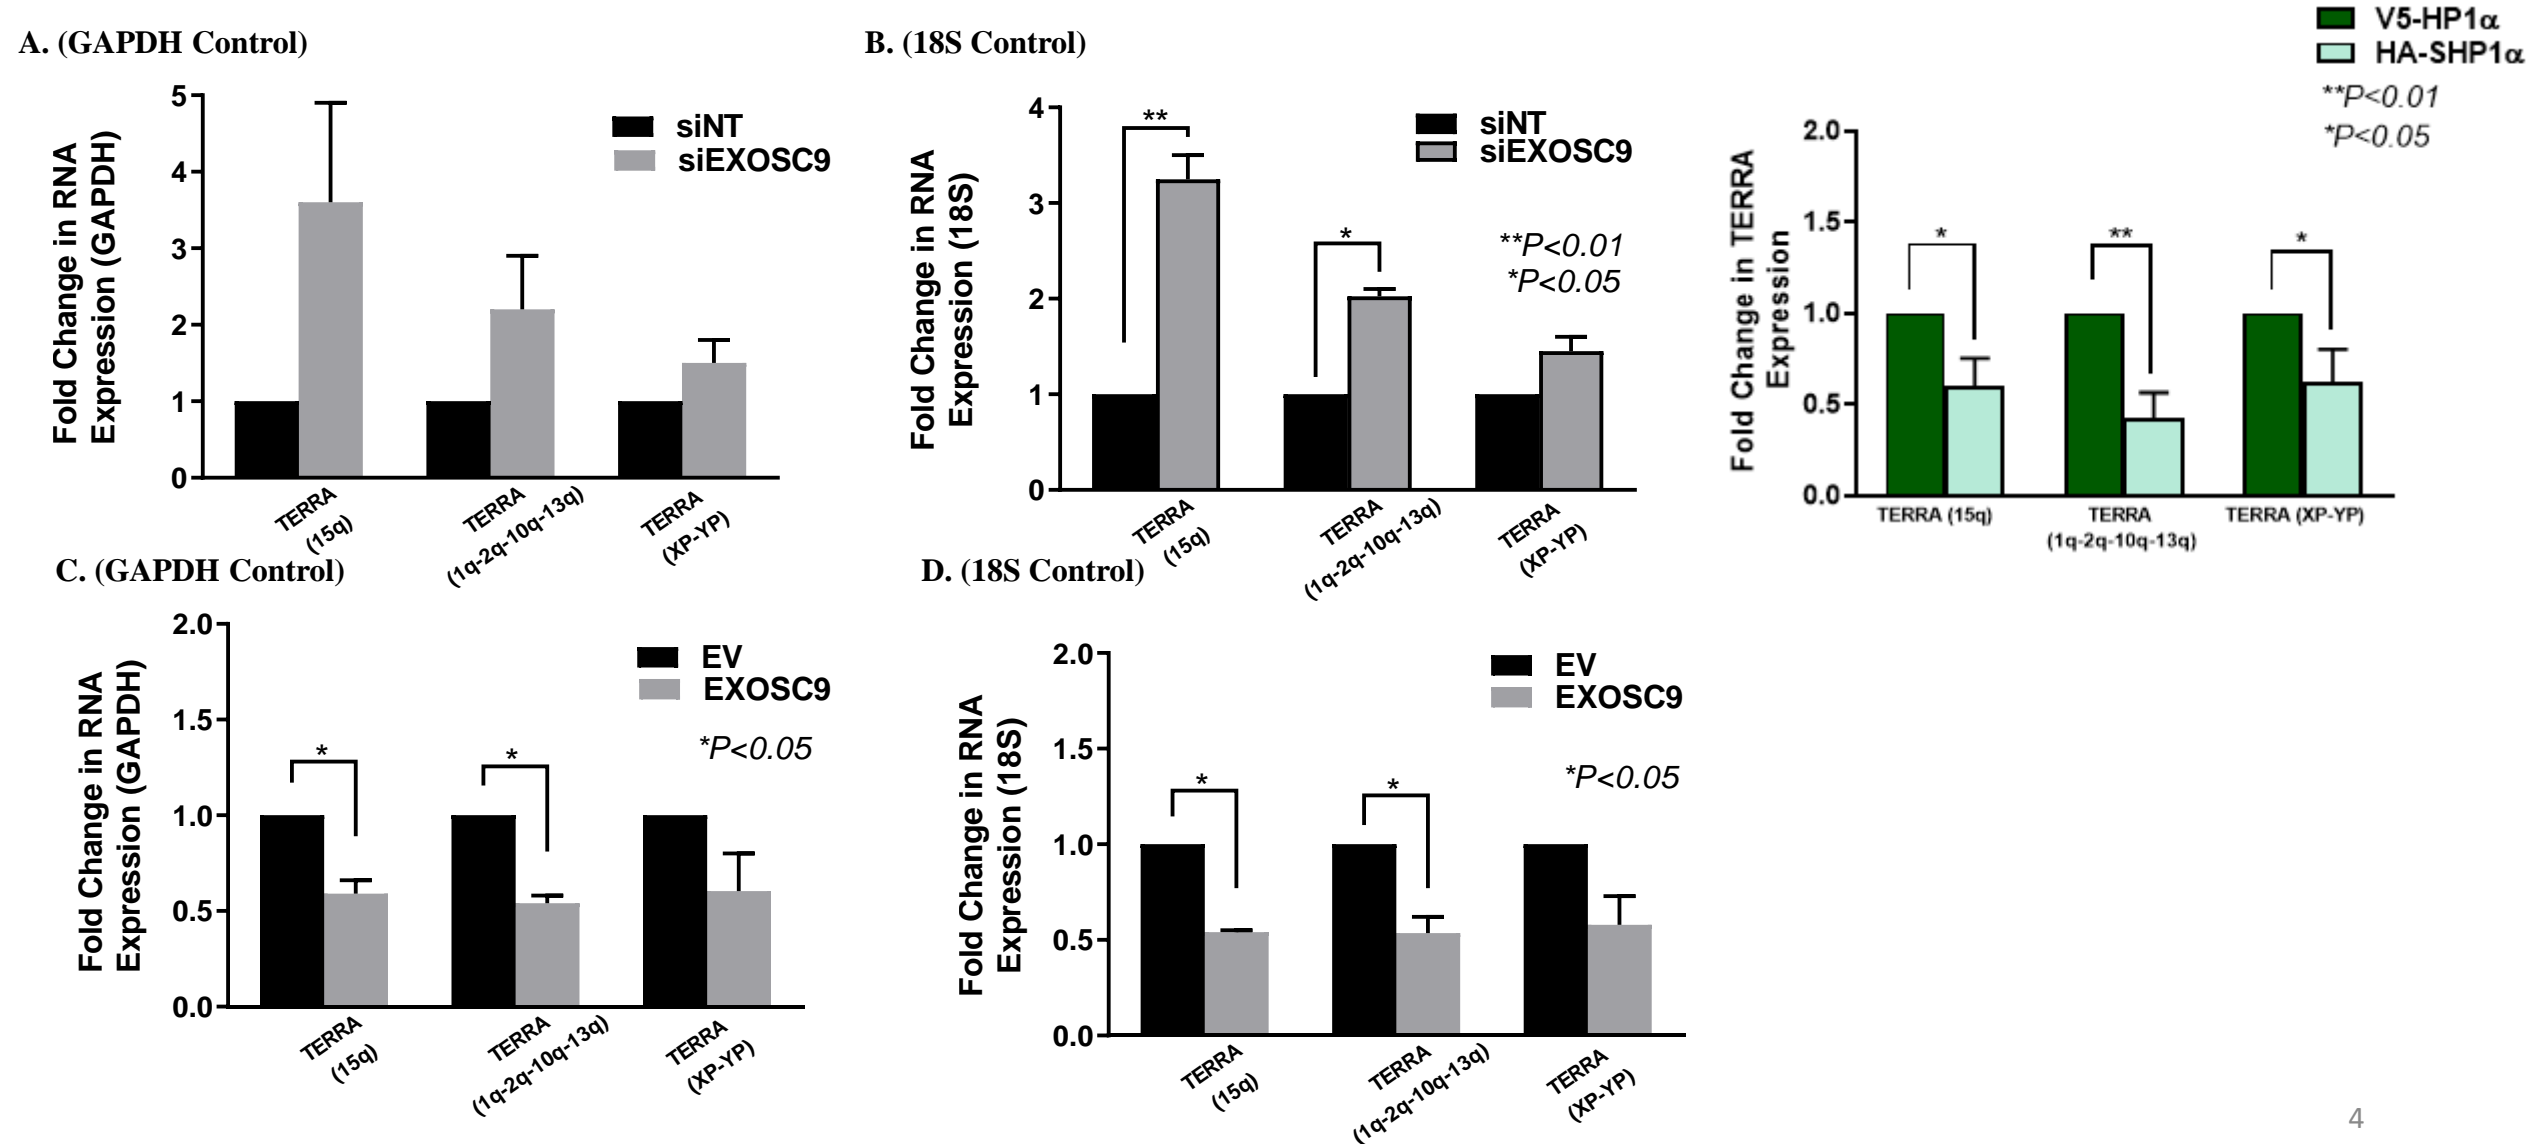 A. (GAPDH Control)
Fold Change in RNA
Expression (GAPDH)
5
4
3
2
1
0
siNT
siEXOSC9
TERRA
(15q)
TERRA
(1q-2q-10q-13q)
TERRA
(XP-YP)
B. (18S Control)
Fold Change in RNA
Expression (18S)
4
3
2
1
0
**
*
siNT
siEXOSC9
**P<0.01
*P<0.05
TERRA
(15q)
TERRA
(1q-2q-10q-13q)
TERRA
(XP-YP)
V5-HP1α
HA-SHP1α
**P<0.01
*P<0.05
Fold Change in TERRA
Expression
2.0
1.5
1.0
0.5
0.0
*
**
*
TERRA (15q)
TERRA
(1q-2q-10q-13q)
TERRA (XP-YP)
C. (GAPDH Control)
Fold Change in RNA
Expression (GAPDH)
2.0
1.5
1.0
0.5
0.0
*
*
EV
EXOSC9
*P<0.05
TERRA
(15q)
TERRA
(1q-2q-10q-13q)
TERRA
(XP-YP)
D. (18S Control)
Fold Change in RNA
Expression (18S)
2.0
1.5
1.0
0.5
0.0
*
*
EV
EXOSC9
*P<0.05
TERRA
(15q)
TERRA
(1q-2q-10q-13q)
TERRA
(XP-YP)
4